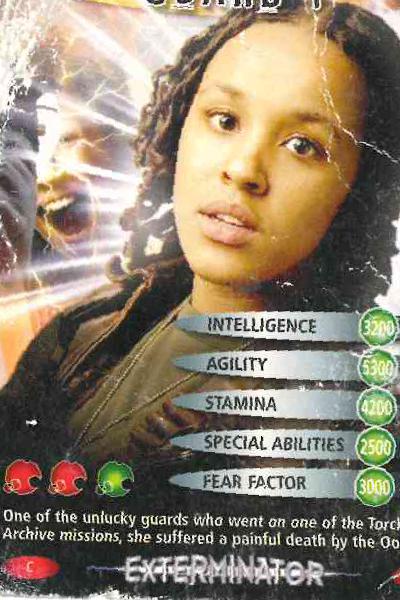 INTELLIGENCE 3200
AGILITY 5300
STAMINA 4200
SPECIAL ABILITIES 2500
FEAR FACTOR 3000
One of the unlucky guards who went on one of the Torc
Archive missions, she suffered a painful death by the Oo
C
EXTERMINATOR